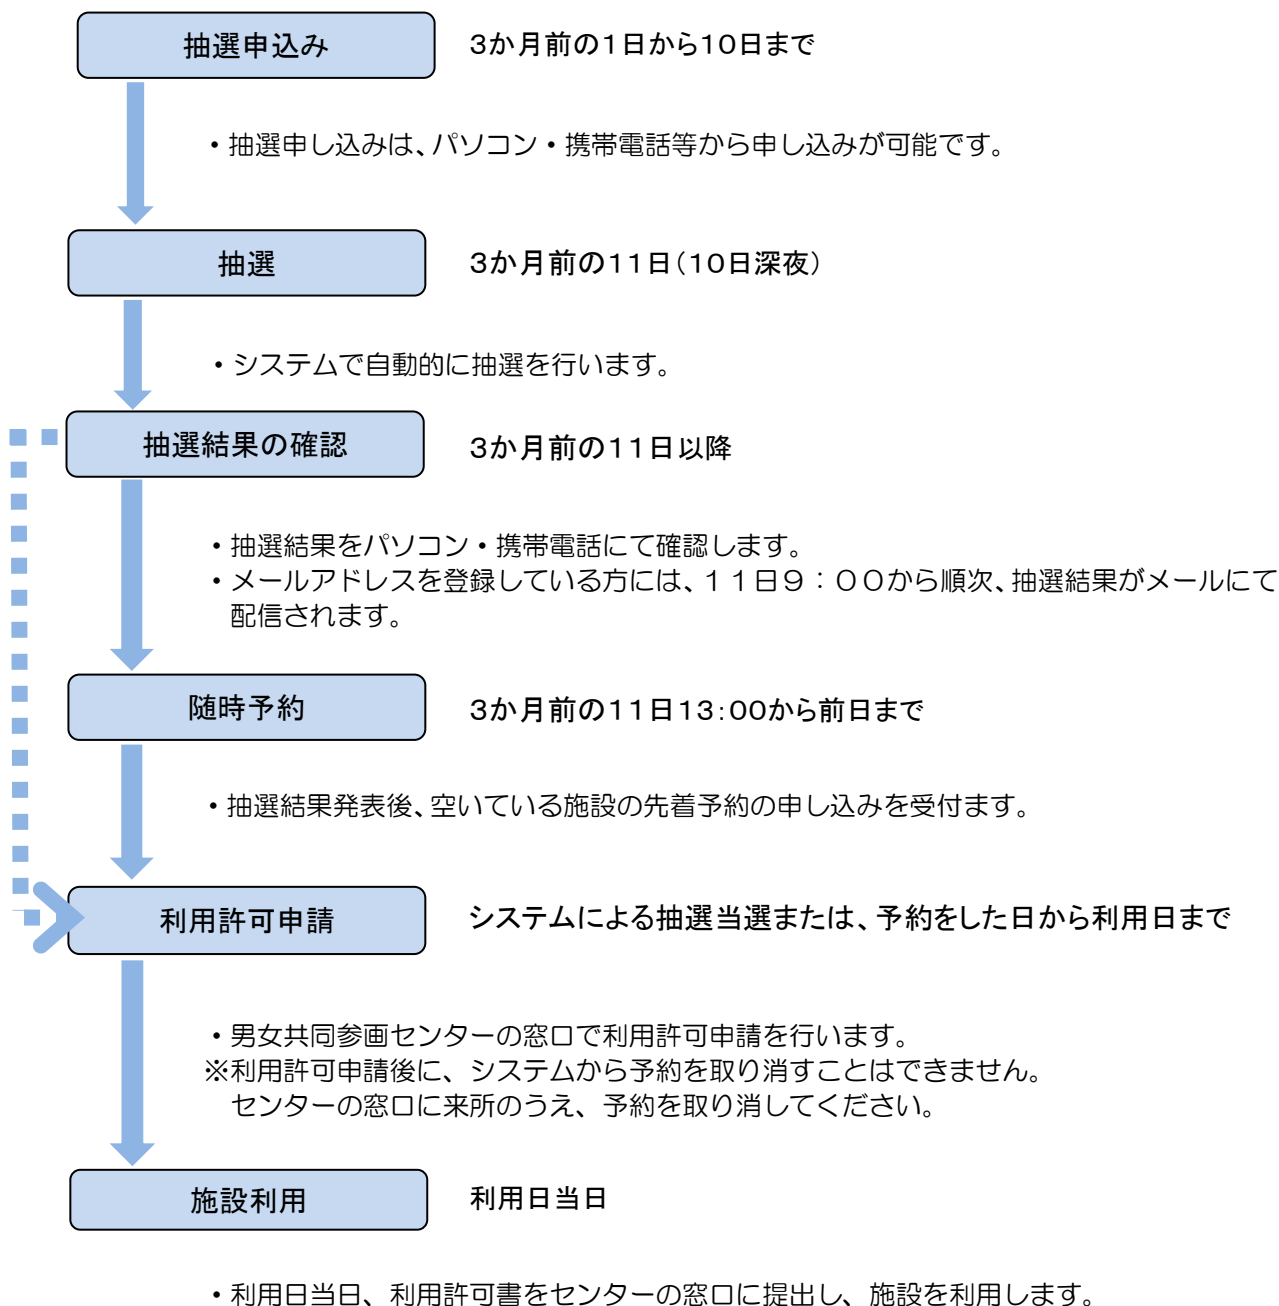 抽選申込み
3か月前の1日から10日まで
・抽選申し込みは、パソコン・携帯電話等から申し込みが可能です。
抽選
3か月前の11日（10日深夜）
・システムで自動的に抽選を行います。
抽選結果の確認
3か月前の11日以降
・抽選結果をパソコン・携帯電話にて確認します。
・メールアドレスを登録している方には、１１日９：００から順次、抽選結果がメールにて
配信されます。
随時予約
3か月前の11日13:00から前日まで
・抽選結果発表後、空いている施設の先着予約の申し込みを受付ます。
利用許可申請
システムによる抽選当選または、予約をした日から利用日まで
・男女共同参画センターの窓口で利用許可申請を行います。
※利用許可申請後に、システムから予約を取り消すことはできません。
センターの窓口に来所のうえ、予約を取り消してください。
施設利用
利用日当日
・利用日当日、利用許可書をセンターの窓口に提出し、施設を利用します。